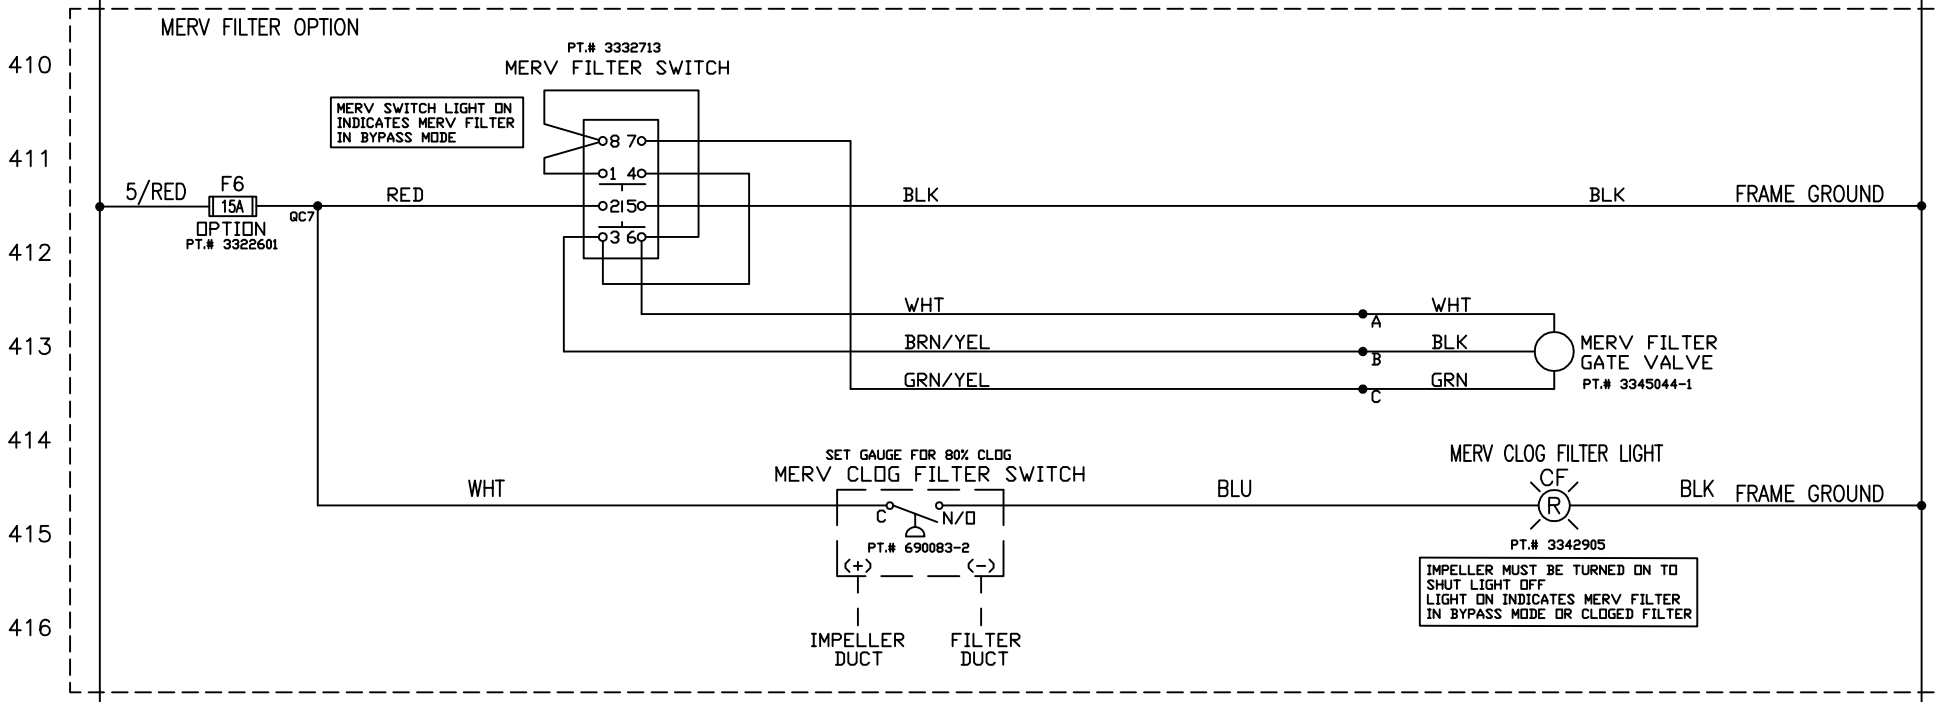 MERV FILTER OPTION
410
PT.# 3332713
MERV FILTER SWITCH
MERV SWITCH LIGHT ON
INDICATES MERV FILTER
IN BYPASS MODE
8 7
411
1 4
5/RED
F6
15A
OPTION
PT.# 3322601
QC7
RED
2 5
BLK
BLK
FRAME GROUND
412
3 6
WHT
A
WHT
413
BRN/YEL
B
BLK
MERV FILTER
GATE VALVE
PT.# 3345044-1
GRN/YEL
C
GRN
414
SET GAUGE FOR 80% CLOG
MERV CLOG FILTER SWITCH
MERV CLOG FILTER LIGHT
CF
WHT
BLU
R
BLK
FRAME GROUND
C
N/O
415
PT.# 690083-2
PT.# 3342905
(+)
(-)
IMPELLER MUST BE TURNED ON TO
SHUT LIGHT OFF
LIGHT ON INDICATES MERV FILTER
IN BYPASS MODE OR CLOGED FILTER
416
IMPELLER
DUCT
FILTER
DUCT